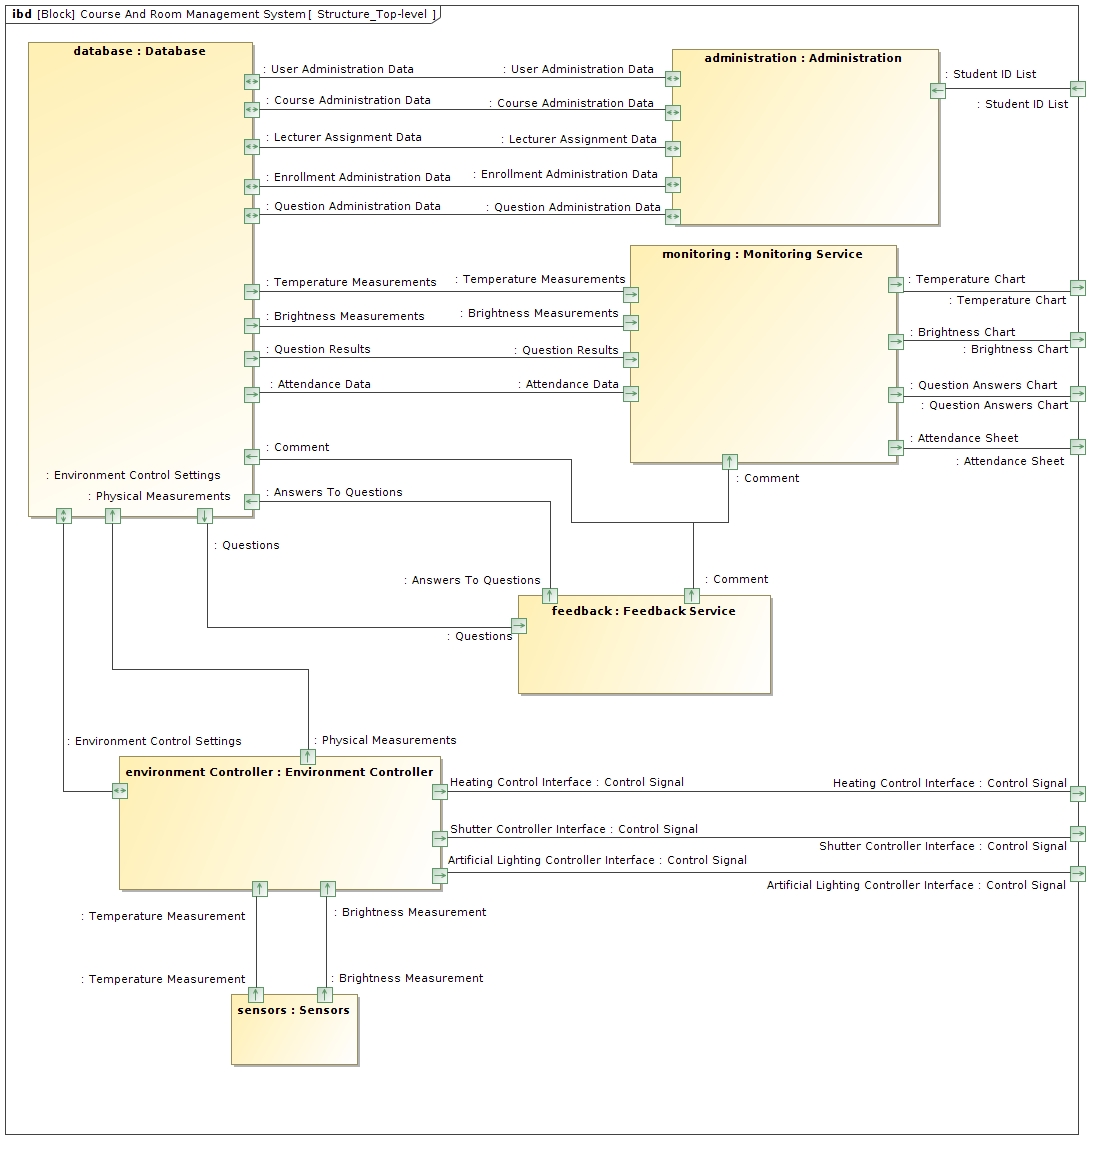 ibd [Block] Course And Room Management System[ Structure_Top-level ]
database : Database
administration : Administration
: User Administration Data
: User Administration Data
: Student ID List
: Student ID List
: Course Administration Data
: Course Administration Data
: Lecturer Assignment Data
: Lecturer Assignment Data
: Enrollment Administration Data
: Enrollment Administration Data
: Question Administration Data
: Question Administration Data
monitoring : Monitoring Service
: Temperature Measurements
: Temperature Measurements
: Temperature Chart
: Temperature Chart
: Brightness Measurements
: Brightness Measurements
: Brightness Chart
: Brightness Chart
: Question Results
: Question Results
: Attendance Data
: Attendance Data
: Question Answers Chart
: Question Answers Chart
: Attendance Sheet
: Attendance Sheet
: Comment
: Comment
: Environment Control Settings
: Physical Measurements
: Answers To Questions
: Questions
: Answers To Questions
: Comment
feedback : Feedback Service
: Questions
: Environment Control Settings
: Physical Measurements
environment Controller : Environment Controller
Heating Control Interface : Control Signal
Heating Control Interface : Control Signal
Shutter Controller Interface : Control Signal
Shutter Controller Interface : Control Signal
Artificial Lighting Controller Interface : Control Signal
Artificial Lighting Controller Interface : Control Signal
: Temperature Measurement
: Brightness Measurement
: Temperature Measurement
: Brightness Measurement
sensors : Sensors